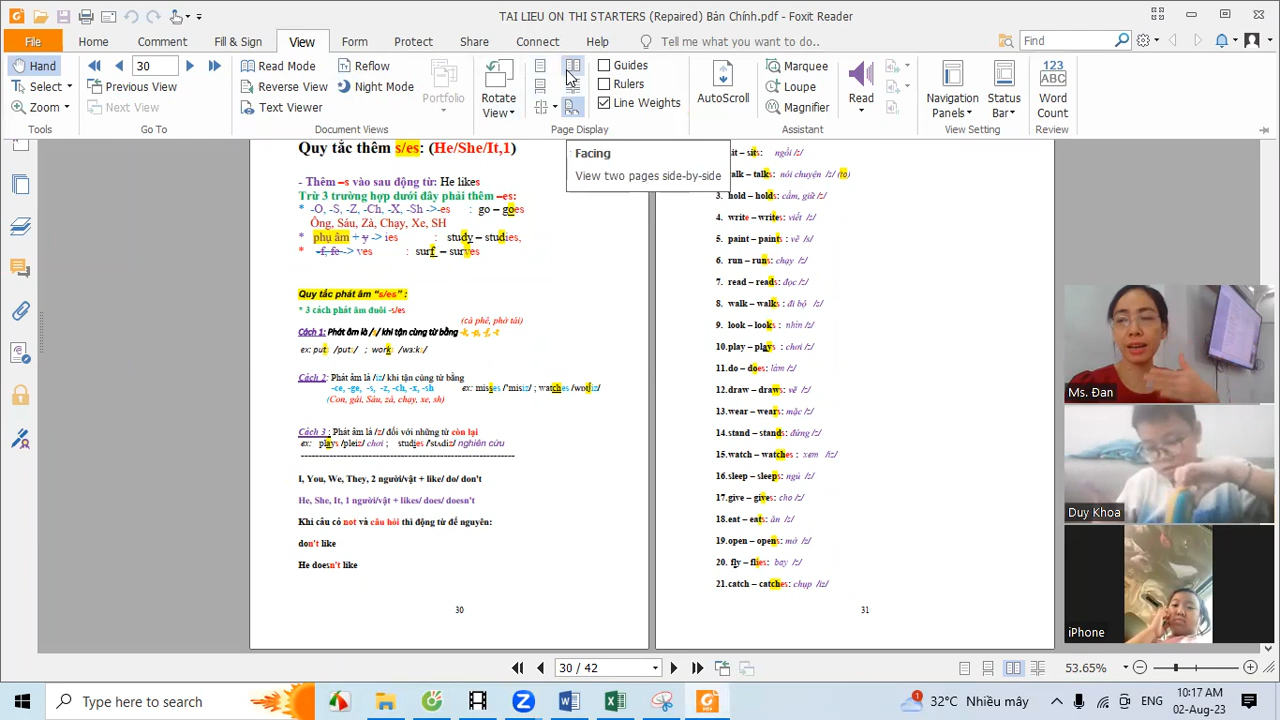 TAI LIEU ON THI STARTERS (Repaired) Bản Chính.pdf - Foxit Reader
File Home Comment Fill & Sign View Form Protect Share Connect Help Tell me what you want to do... Find
Hand
Select
Zoom
Tools
30
Previous View
Next View
Go To
Read Mode
Reverse View
Text Viewer
Reflow
Night Mode
Portfolio
Document Views
Rotate View
Page Display
Guides
Rulers
Line Weights
AutoScroll
Marquee
Loupe
Magnifier
Assistant
Read
Navigation Panels
Status Bar
View Setting
123 ABC
Word Count
Review
Facing
View two pages side-by-side
Quy tắc thêm s/es: (He/She/It,1)
- Thêm –s vào sau động từ: He likes
Trừ 3 trường hợp dưới đây phải thêm –es:
* -O, -S, -Z, -Ch, -X, -Sh ->-es : go – goes
Ông, Sáu, Zà, Chạy, Xe, SH
* phụ âm + y -> ies : study – studies,
* -f, fe -> ves : surf – surves
Quy tắc phát âm “s/es” :
* 3 cách phát âm đuôi -s/es
(cà phê, phở tái)
Cách 1: Phát âm là /s/ khi tận cùng từ bằng -k, -p, -f, -t
ex: puts /puts/ ; works /wa:ks/
Cách 2: Phát âm là /iz/ khi tận cùng từ bằng
-ce, -ge, -s, -z, -ch, -x, -sh ex: misses /'misiz/ ; watches /wɒtʃiz/
(Con, gái, Sáu, zà, chạy, xe, sh)
Cách 3 : Phát âm là /z/ đối với những từ còn lại
ex: plays /pleiz/ chơi ; studies /'stʌdiz/ nghiên cứu
I, You, We, They, 2 người/vật + like/ do/ don't
He, She, It, 1 người/vật + likes/ does/ doesn't
Khi câu có not và câu hỏi thì động từ để nguyên:
don't like
He doesn't like
30
sits: ngồi /z/
talks: nói chuyện /z/ (to)
3. hold – holds: cầm, giữ /z/
4. write – writes: viết /z/
5. paint – paints : vẽ /s/
6. run – runs: chạy /z/
7. read – reads: đọc /z/
8. walk – walks: đi bộ /z/
9. look – looks: nhìn /z/
10.play – plays : chơi /z/
11.do – does: làm /z/
12.draw – draws: vẽ /z/
13.wear – wears: mặc /z/
14.stand – stands: đứng /z/
15.watch – watches : xem /iz/
16.sleep – sleeps: ngủ /z/
17.give – gives: cho /z/
18.eat – eats: ăn /z/
19.open – opens: mở /z/
20. fly – flies: bay /z/
21.catch – catches: chụp /iz/
31
Ms. Đan
Duy Khoa
iPhone
30 / 42
53.65%
Type here to search
32°C Nhiều mây
ENG
10:17 AM
02-Aug-23